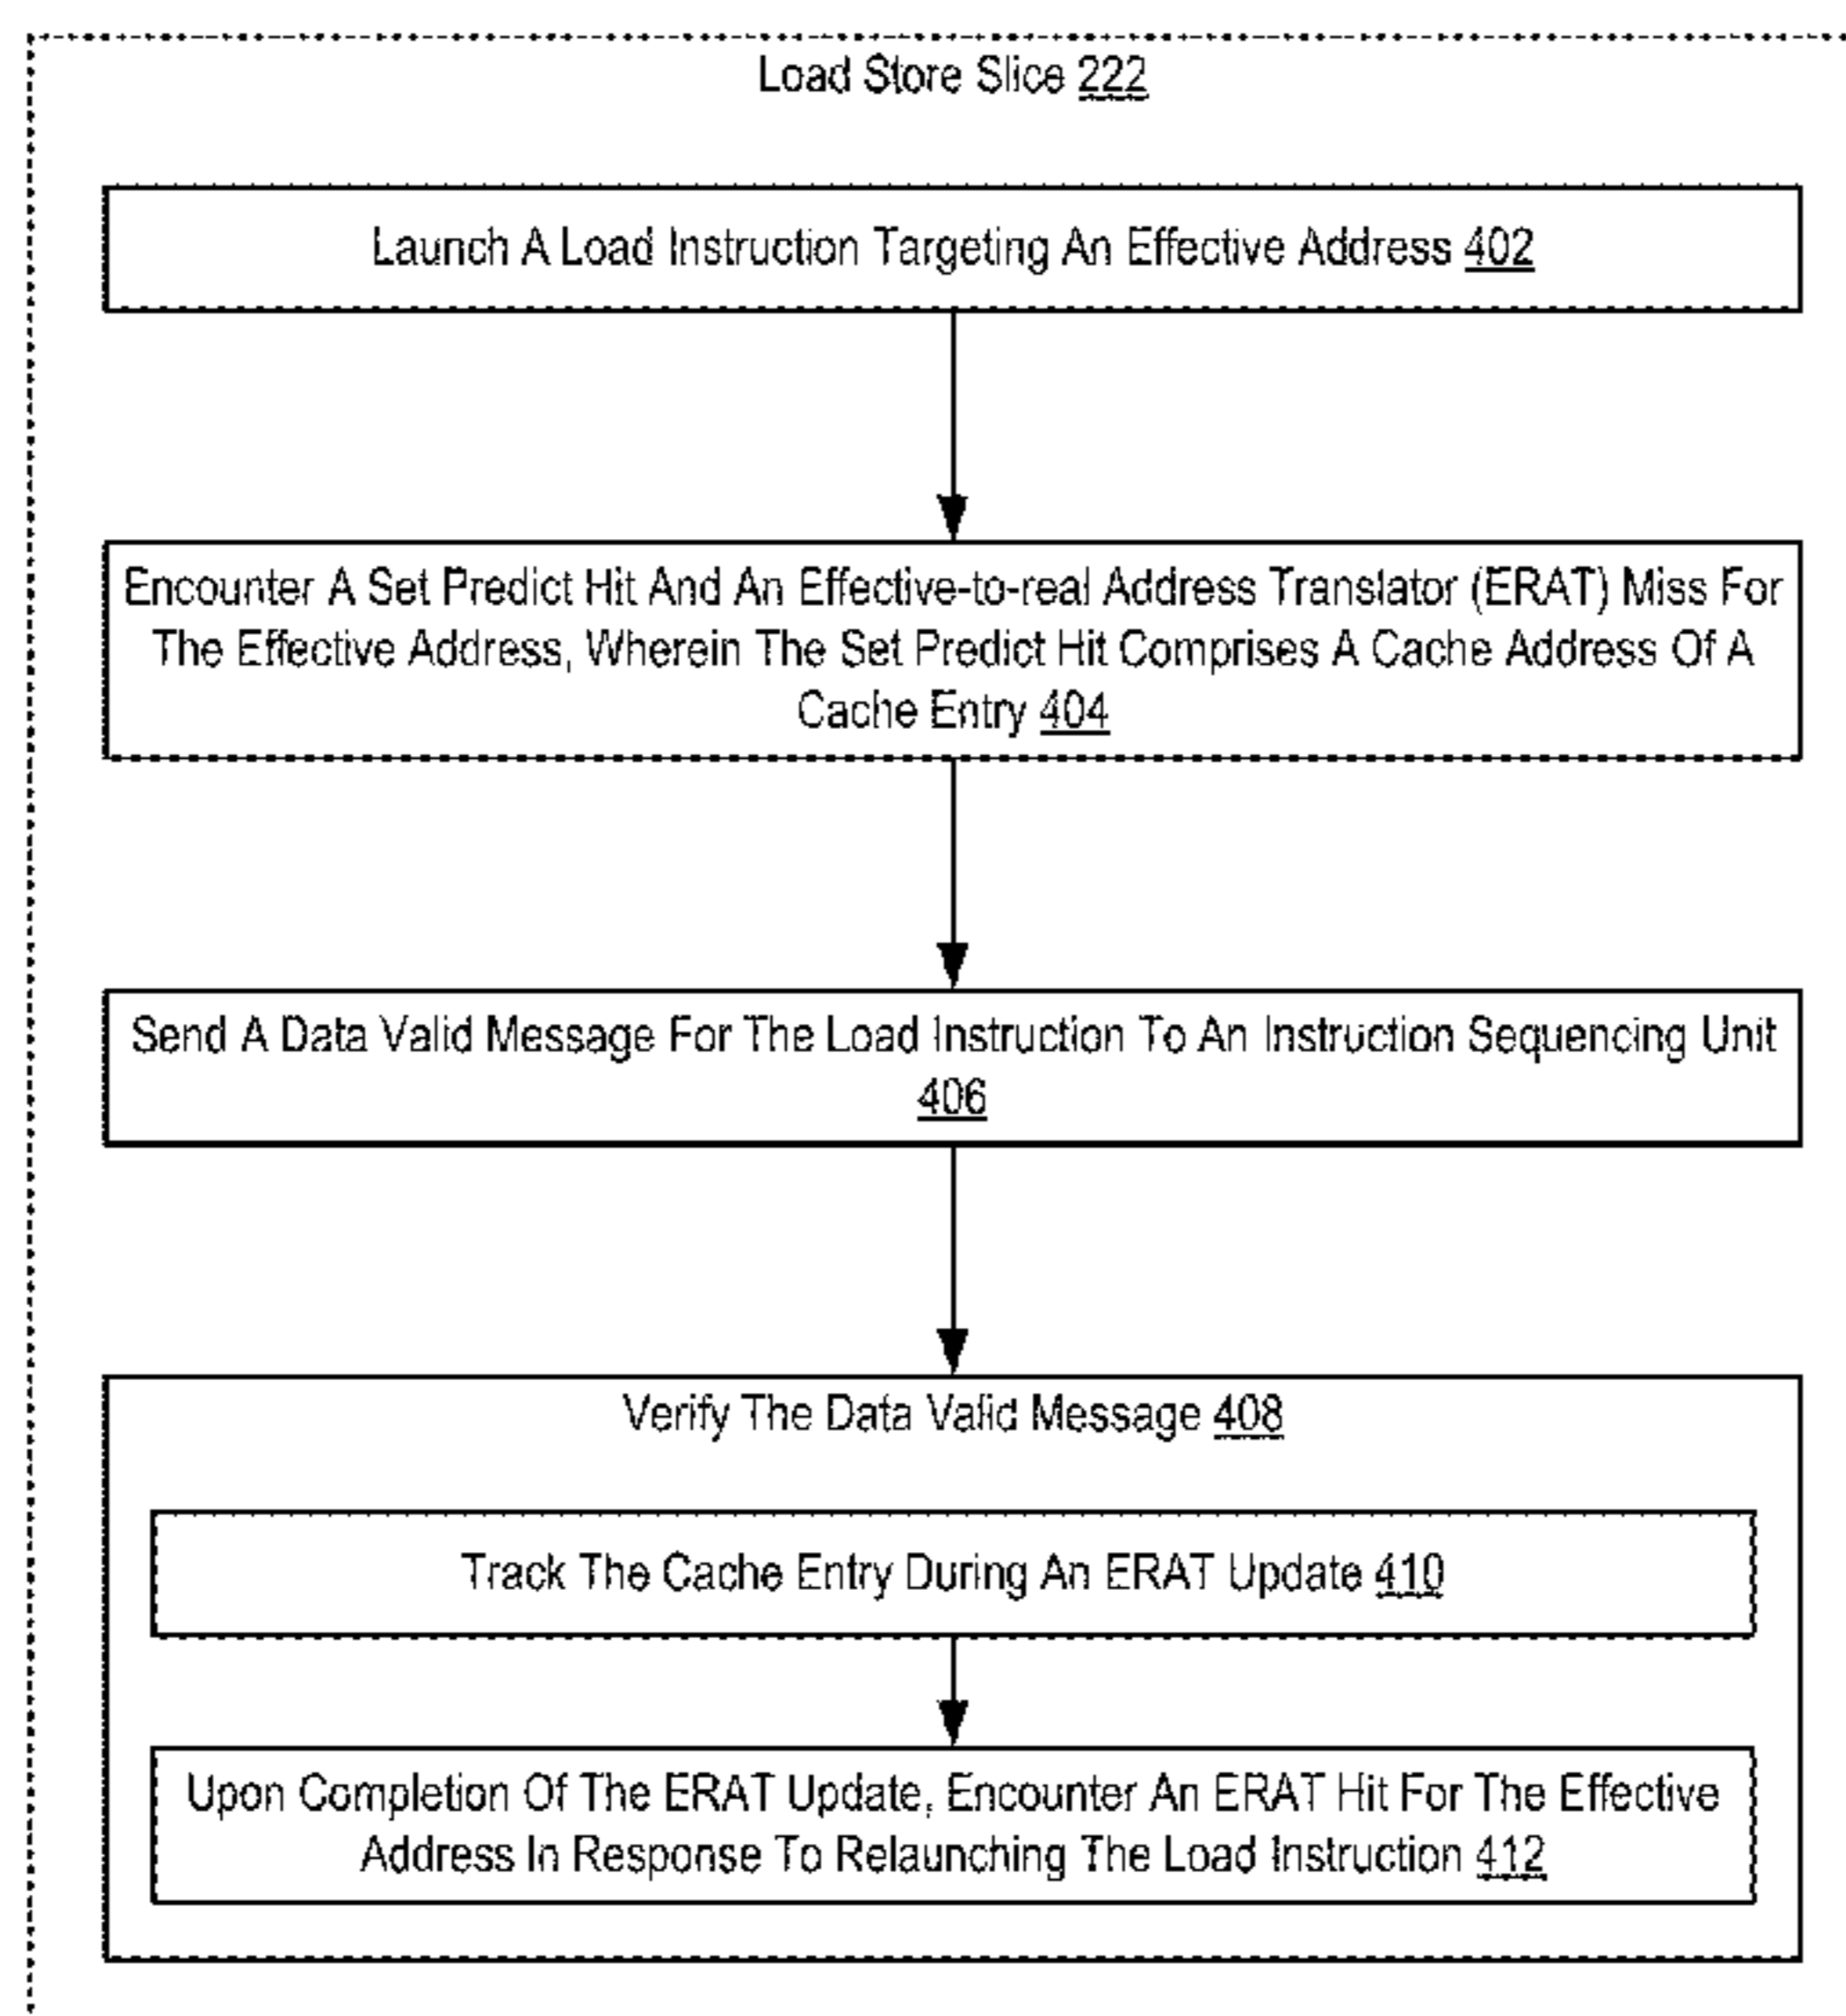 Load Store Slice 222
Launch A Load Instruction Targeting An Effective Address 402
Encounter A Set Predict Hit And An Effective-to-real Address Translator (ERAT) Miss For
The Effective Address, Wherein The Set Predict Hit Comprises A Cache Address Of A
Cache Entry 404
Send A Data Valid Message For The Load Instruction To An Instruction Sequencing Unit
406
Verify The Data Valid Message 408
Track The Cache Entry During An ERAT Update 410
Upon Completion Of The ERAT Update, Encounter An ERAT Hit For The Effective
Address In Response To Relaunching The Load Instruction 412